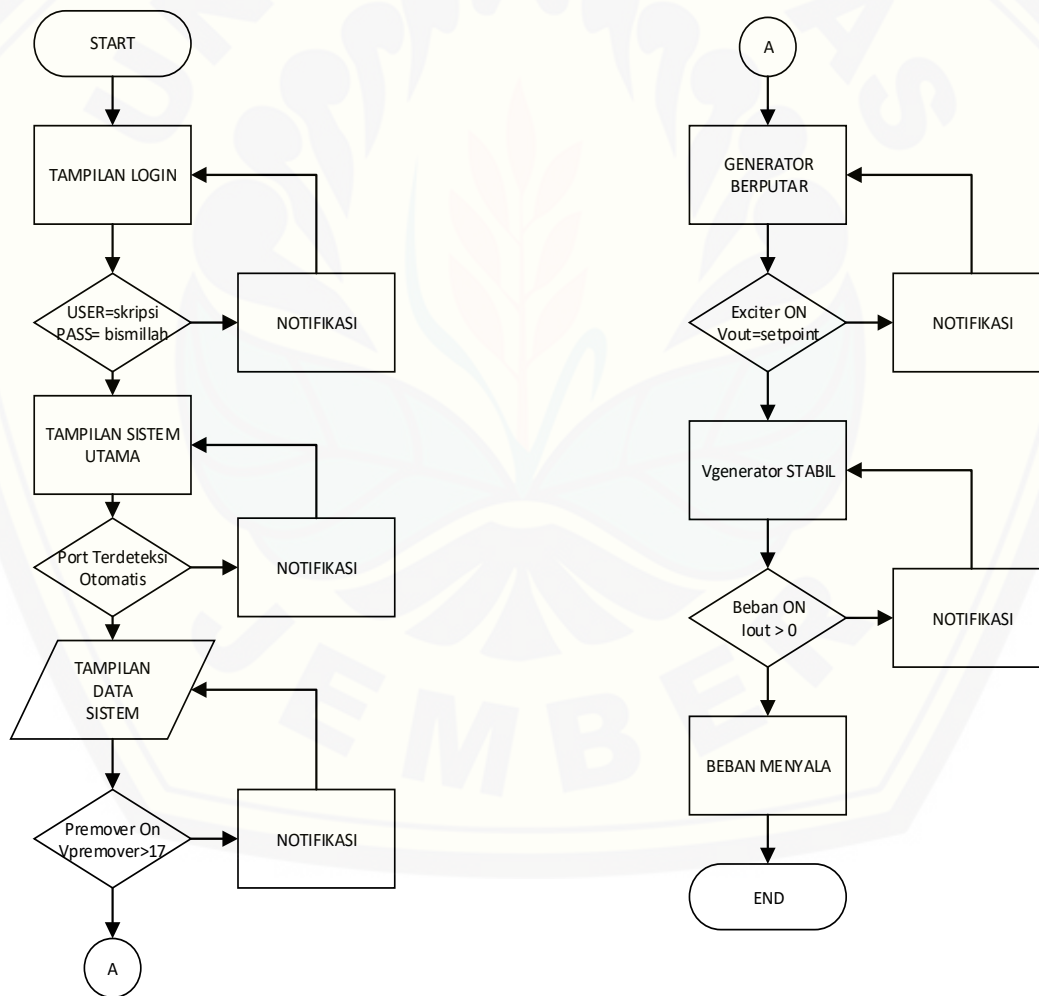 START
TAMPILAN LOGIN
USER=skripsi
PASS= bismillah
NOTIFIKASI
TAMPILAN SISTEM
UTAMA
Port Terdeteksi
Otomatis
NOTIFIKASI
TAMPILAN
DATA
SISTEM
Premover On
Vpremover>17
NOTIFIKASI
A
A
GENERATOR
BERPUTAR
Exciter ON
Vout=setpoint
NOTIFIKASI
Vgenerator STABIL
Beban ON
Iout > 0
NOTIFIKASI
BEBAN MENYALA
END
JEMBER